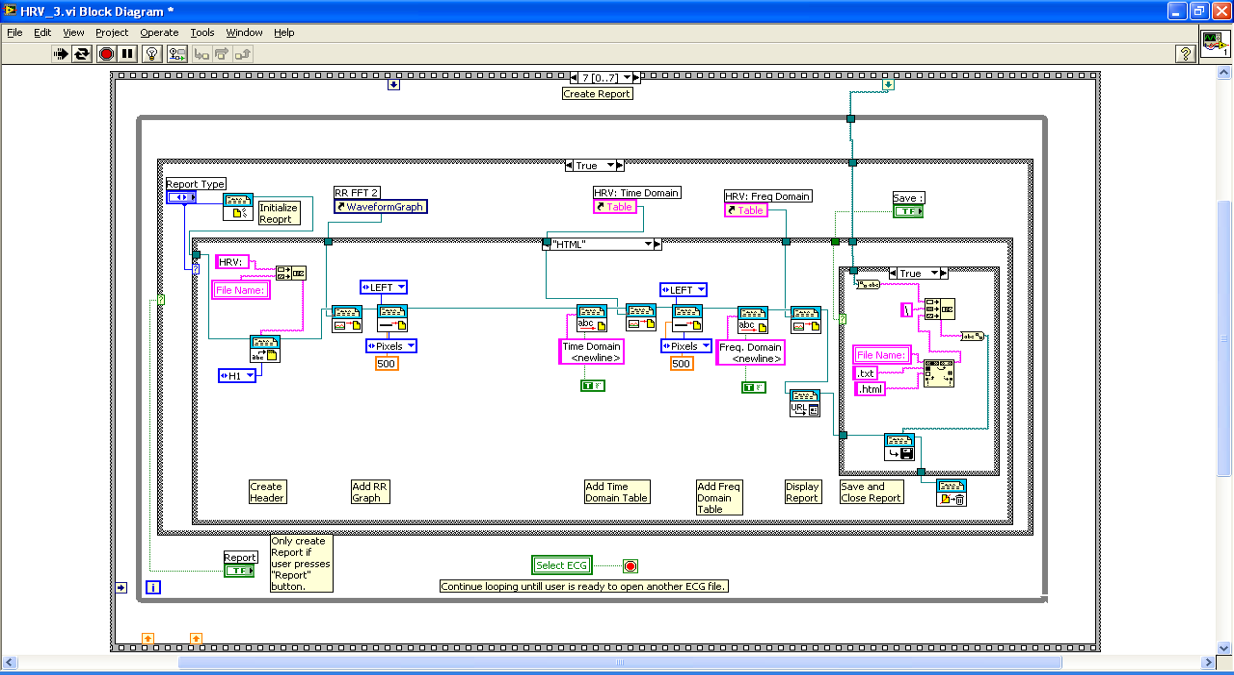 HRV_3.vi Block Diagram *
File Edit View Project Operate Tools Window Help
1
7 [0..7]
Create Report
True
Report Type
Initialize
Reoprt
RR FFT 2
WaveformGraph
HRV: Time Domain
Table
HRV: Freq Domain
Table
Save :
TF
"HTML"
HRV:
File Name:
abc
H1
LEFT
Pixels
500
abc
Time Domain
<newline>
T F
LEFT
Pixels
500
abc
Freq. Domain
<newline>
T F
URL
True
abc
\
abc
File Name:
.txt
.html
Create
Header
Add RR
Graph
Add Time
Domain Table
Add Freq
Domain
Table
Display
Report
Save and
Close Report
Report
TF
Only create
Report if
user presses
"Report"
button.
Select ECG
Continue looping untill user is ready to open another ECG file.
i